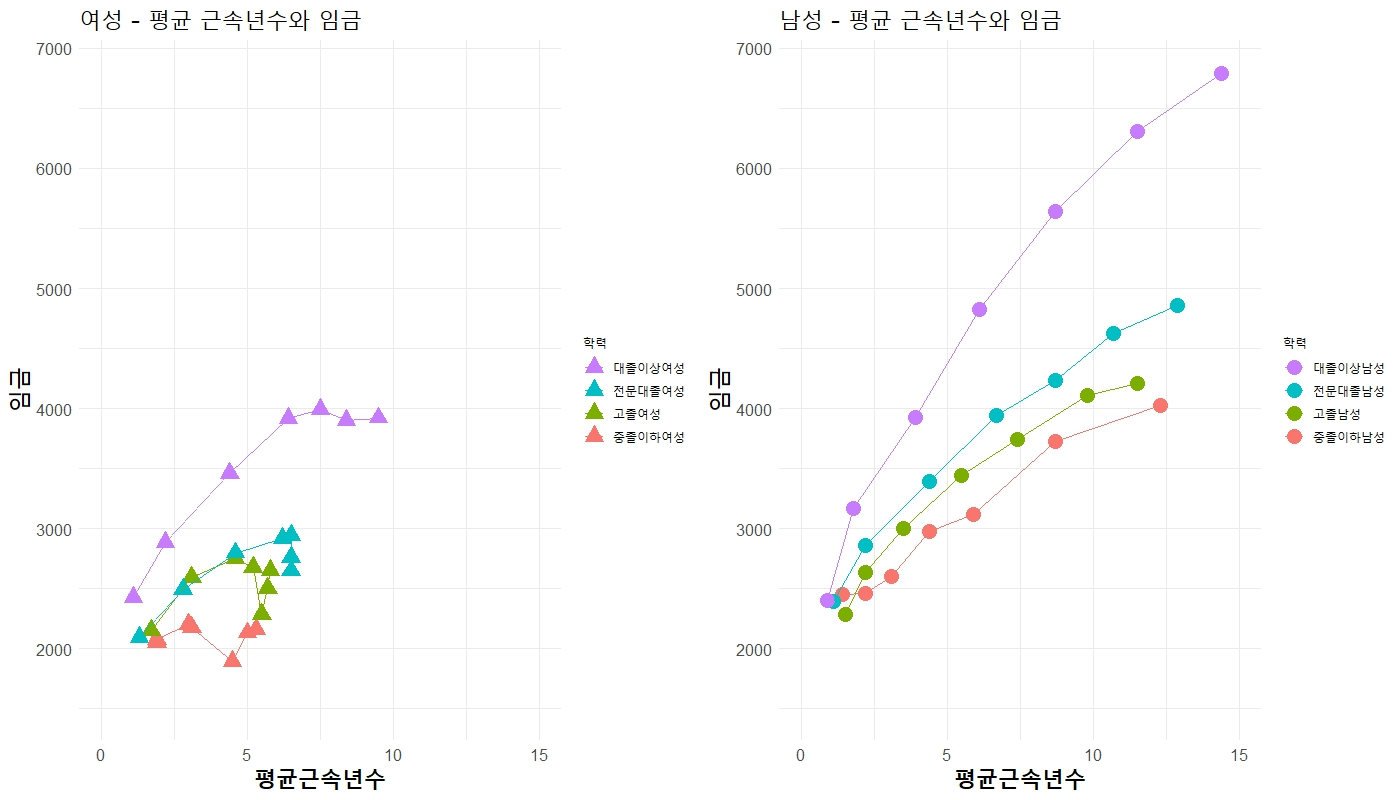 여성 - 평균 근속년수와 임금
7000
6000
5000
4000
3000
2000
임금
0
5
10
15
평균근속년수
학력
대졸이상여성
전문대졸여성
고졸여성
중졸이하여성
남성 - 평균 근속년수와 임금
7000
6000
5000
4000
3000
2000
임금
0
5
10
15
평균근속년수
학력
대졸이상남성
전문대졸남성
고졸남성
중졸이하남성